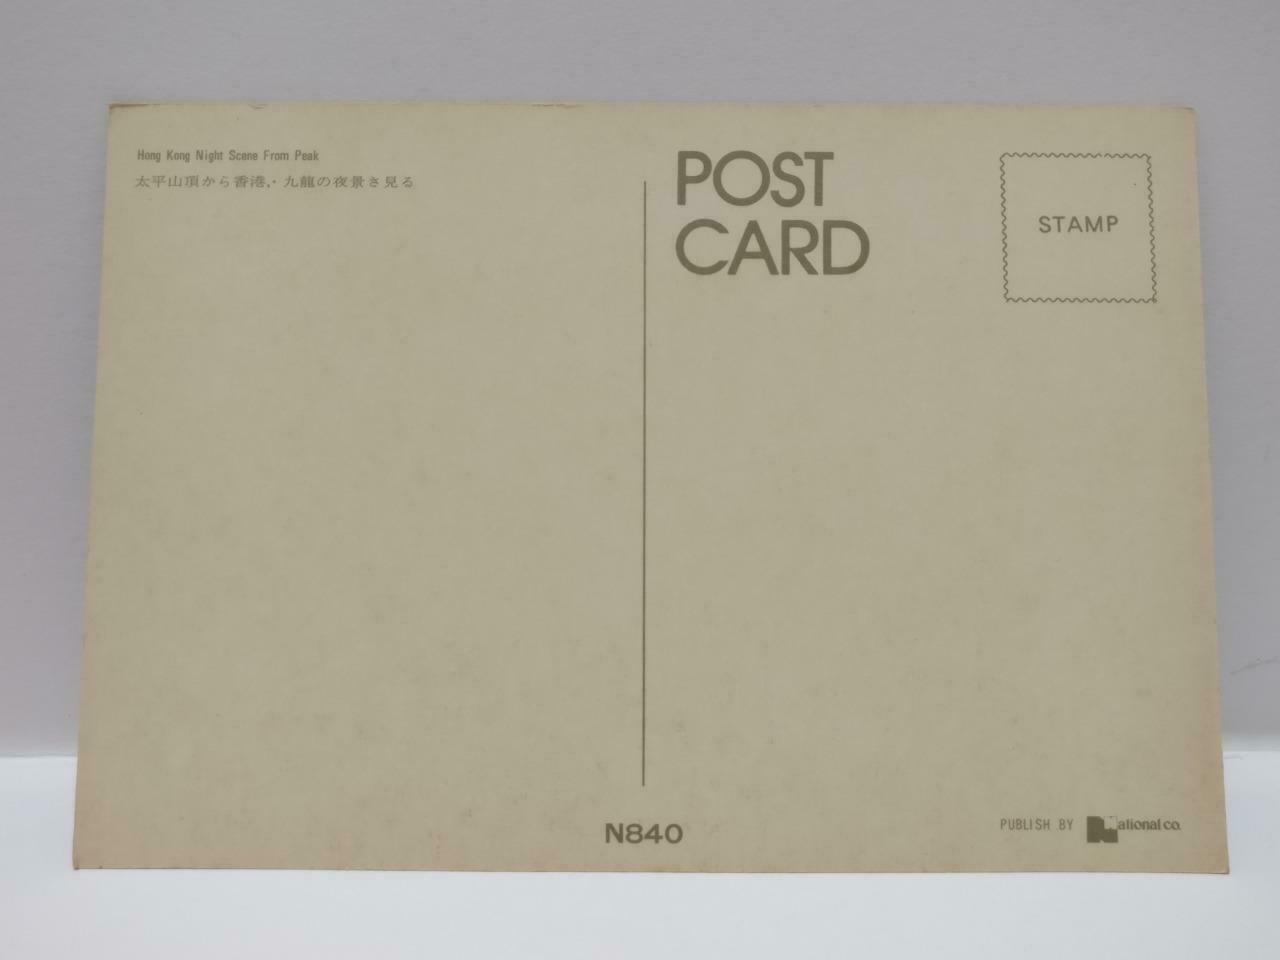 Hong Kong Night Scene From Peak
太平山頂から香港,・九龍の夜景さ見る
POST
CARD
STAMP
N840
PUBLISH BY National co.